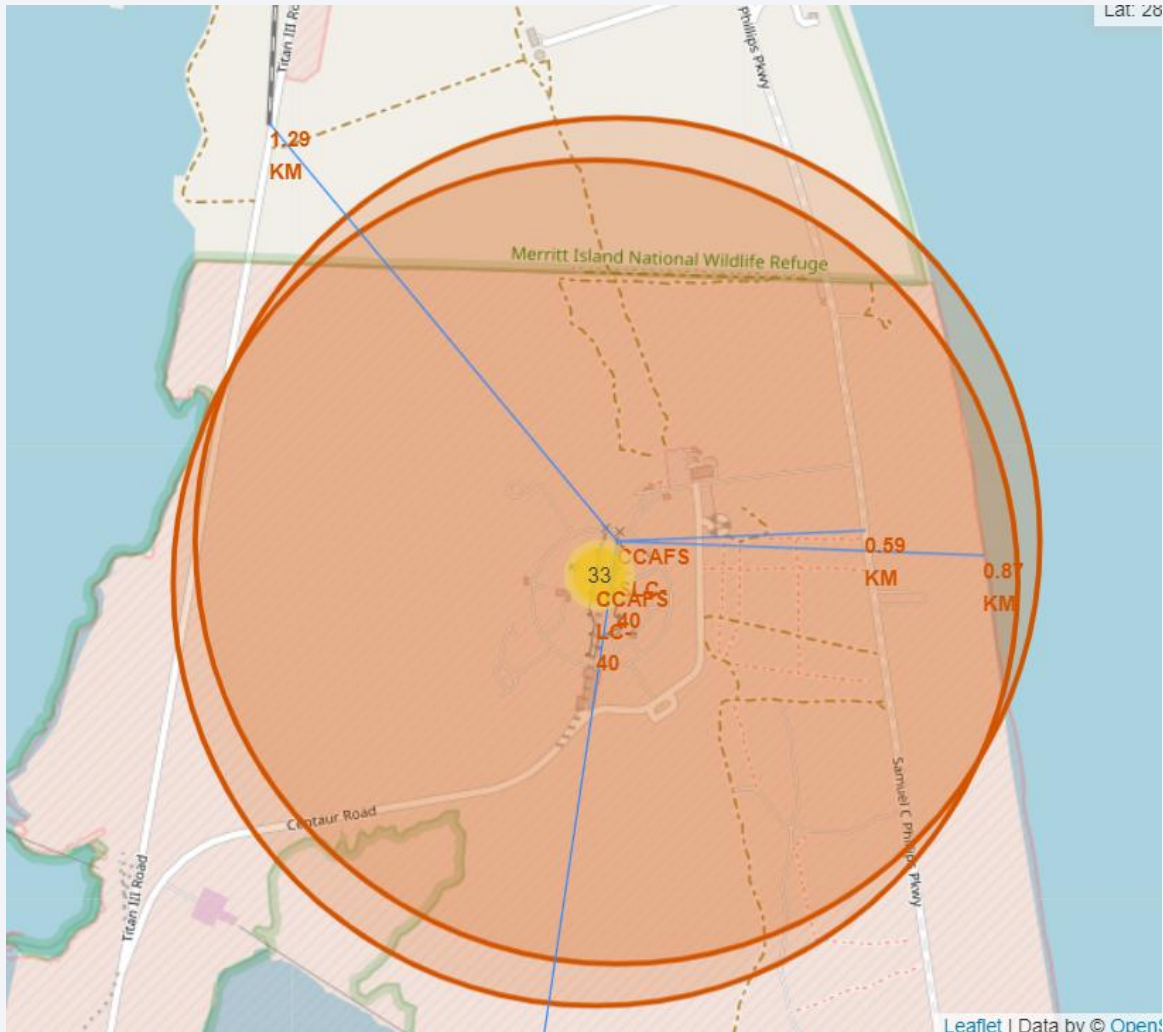 Lat: 28
Titan III Ro
Phillips Pkwy
1.29
KM
Merritt Island National Wildlife Refuge
0.59
KM
0.87
KM
CCAFS
SLC-
40
33
CCAFS
LC-
40
Centaur Road
Titan III Road
Samuel C Phillips Pkwy
Leaflet | Data by © OpenS